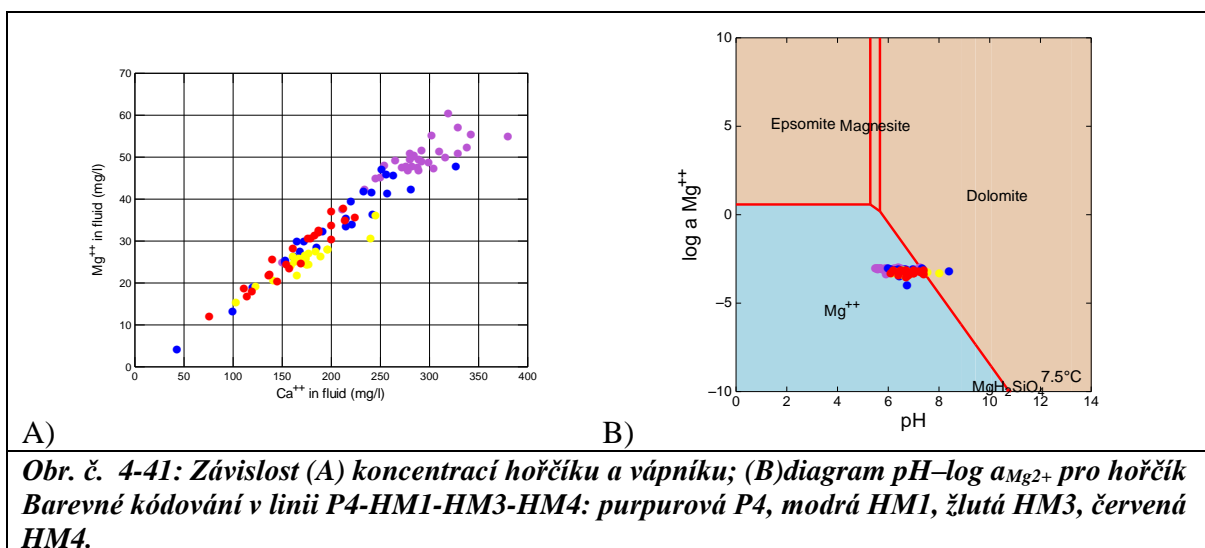 70
60
50
40
30
20
10
0
Mg++ in fluid (mg/l)
0 50 100 150 200 250 300 350 400
Ca++ in fluid (mg/l)
A)
10
5
0
–5
–10
log a Mg++
Epsomite
Magnesite
Dolomite
Mg++
MgH2SiO4
7.5°C
0 2 4 6 8 10 12 14
pH
B)
Obr. č. 4-41: Závislost (A) koncentrací hořčíku a vápníku; (B)diagram pH–log aMg2+ pro hořčík
Barevné kódování v linii P4-HM1-HM3-HM4: purpurová P4, modrá HM1, žlutá HM3, červená
HM4.